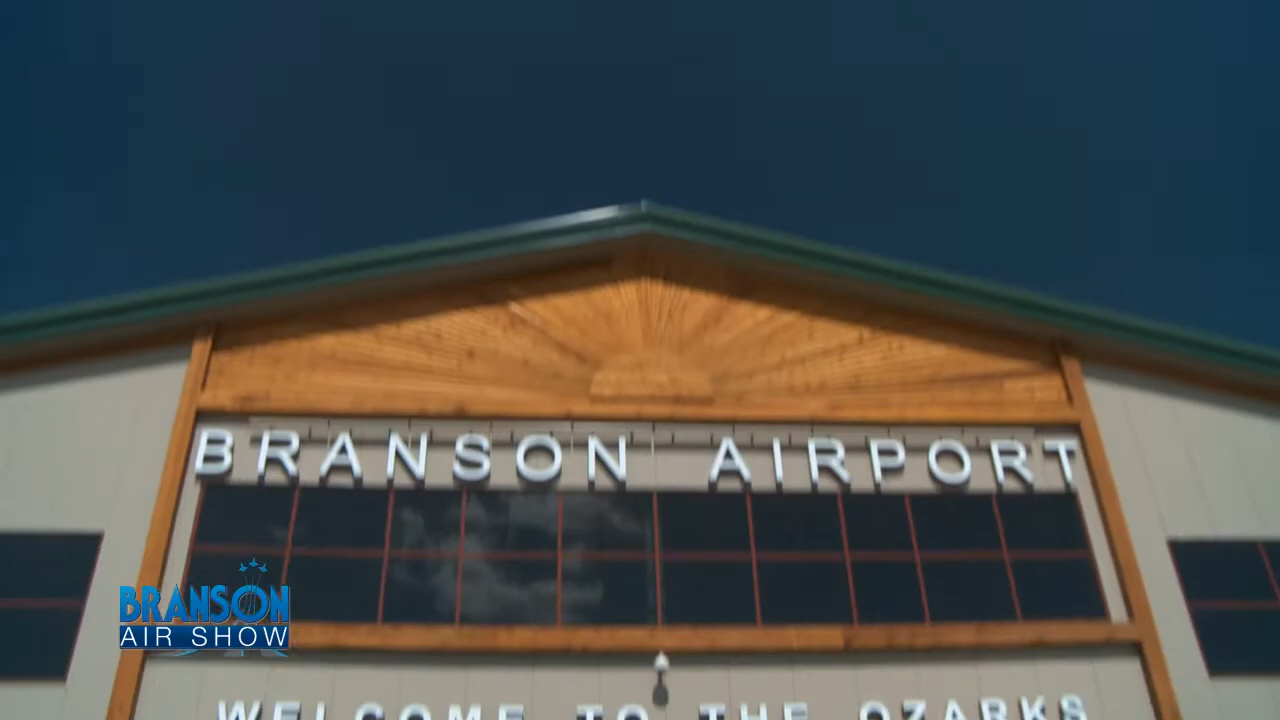 BRANSON AIRPORT
BRANSON
AIR SHOW
WELCOME TO THE OZARKS